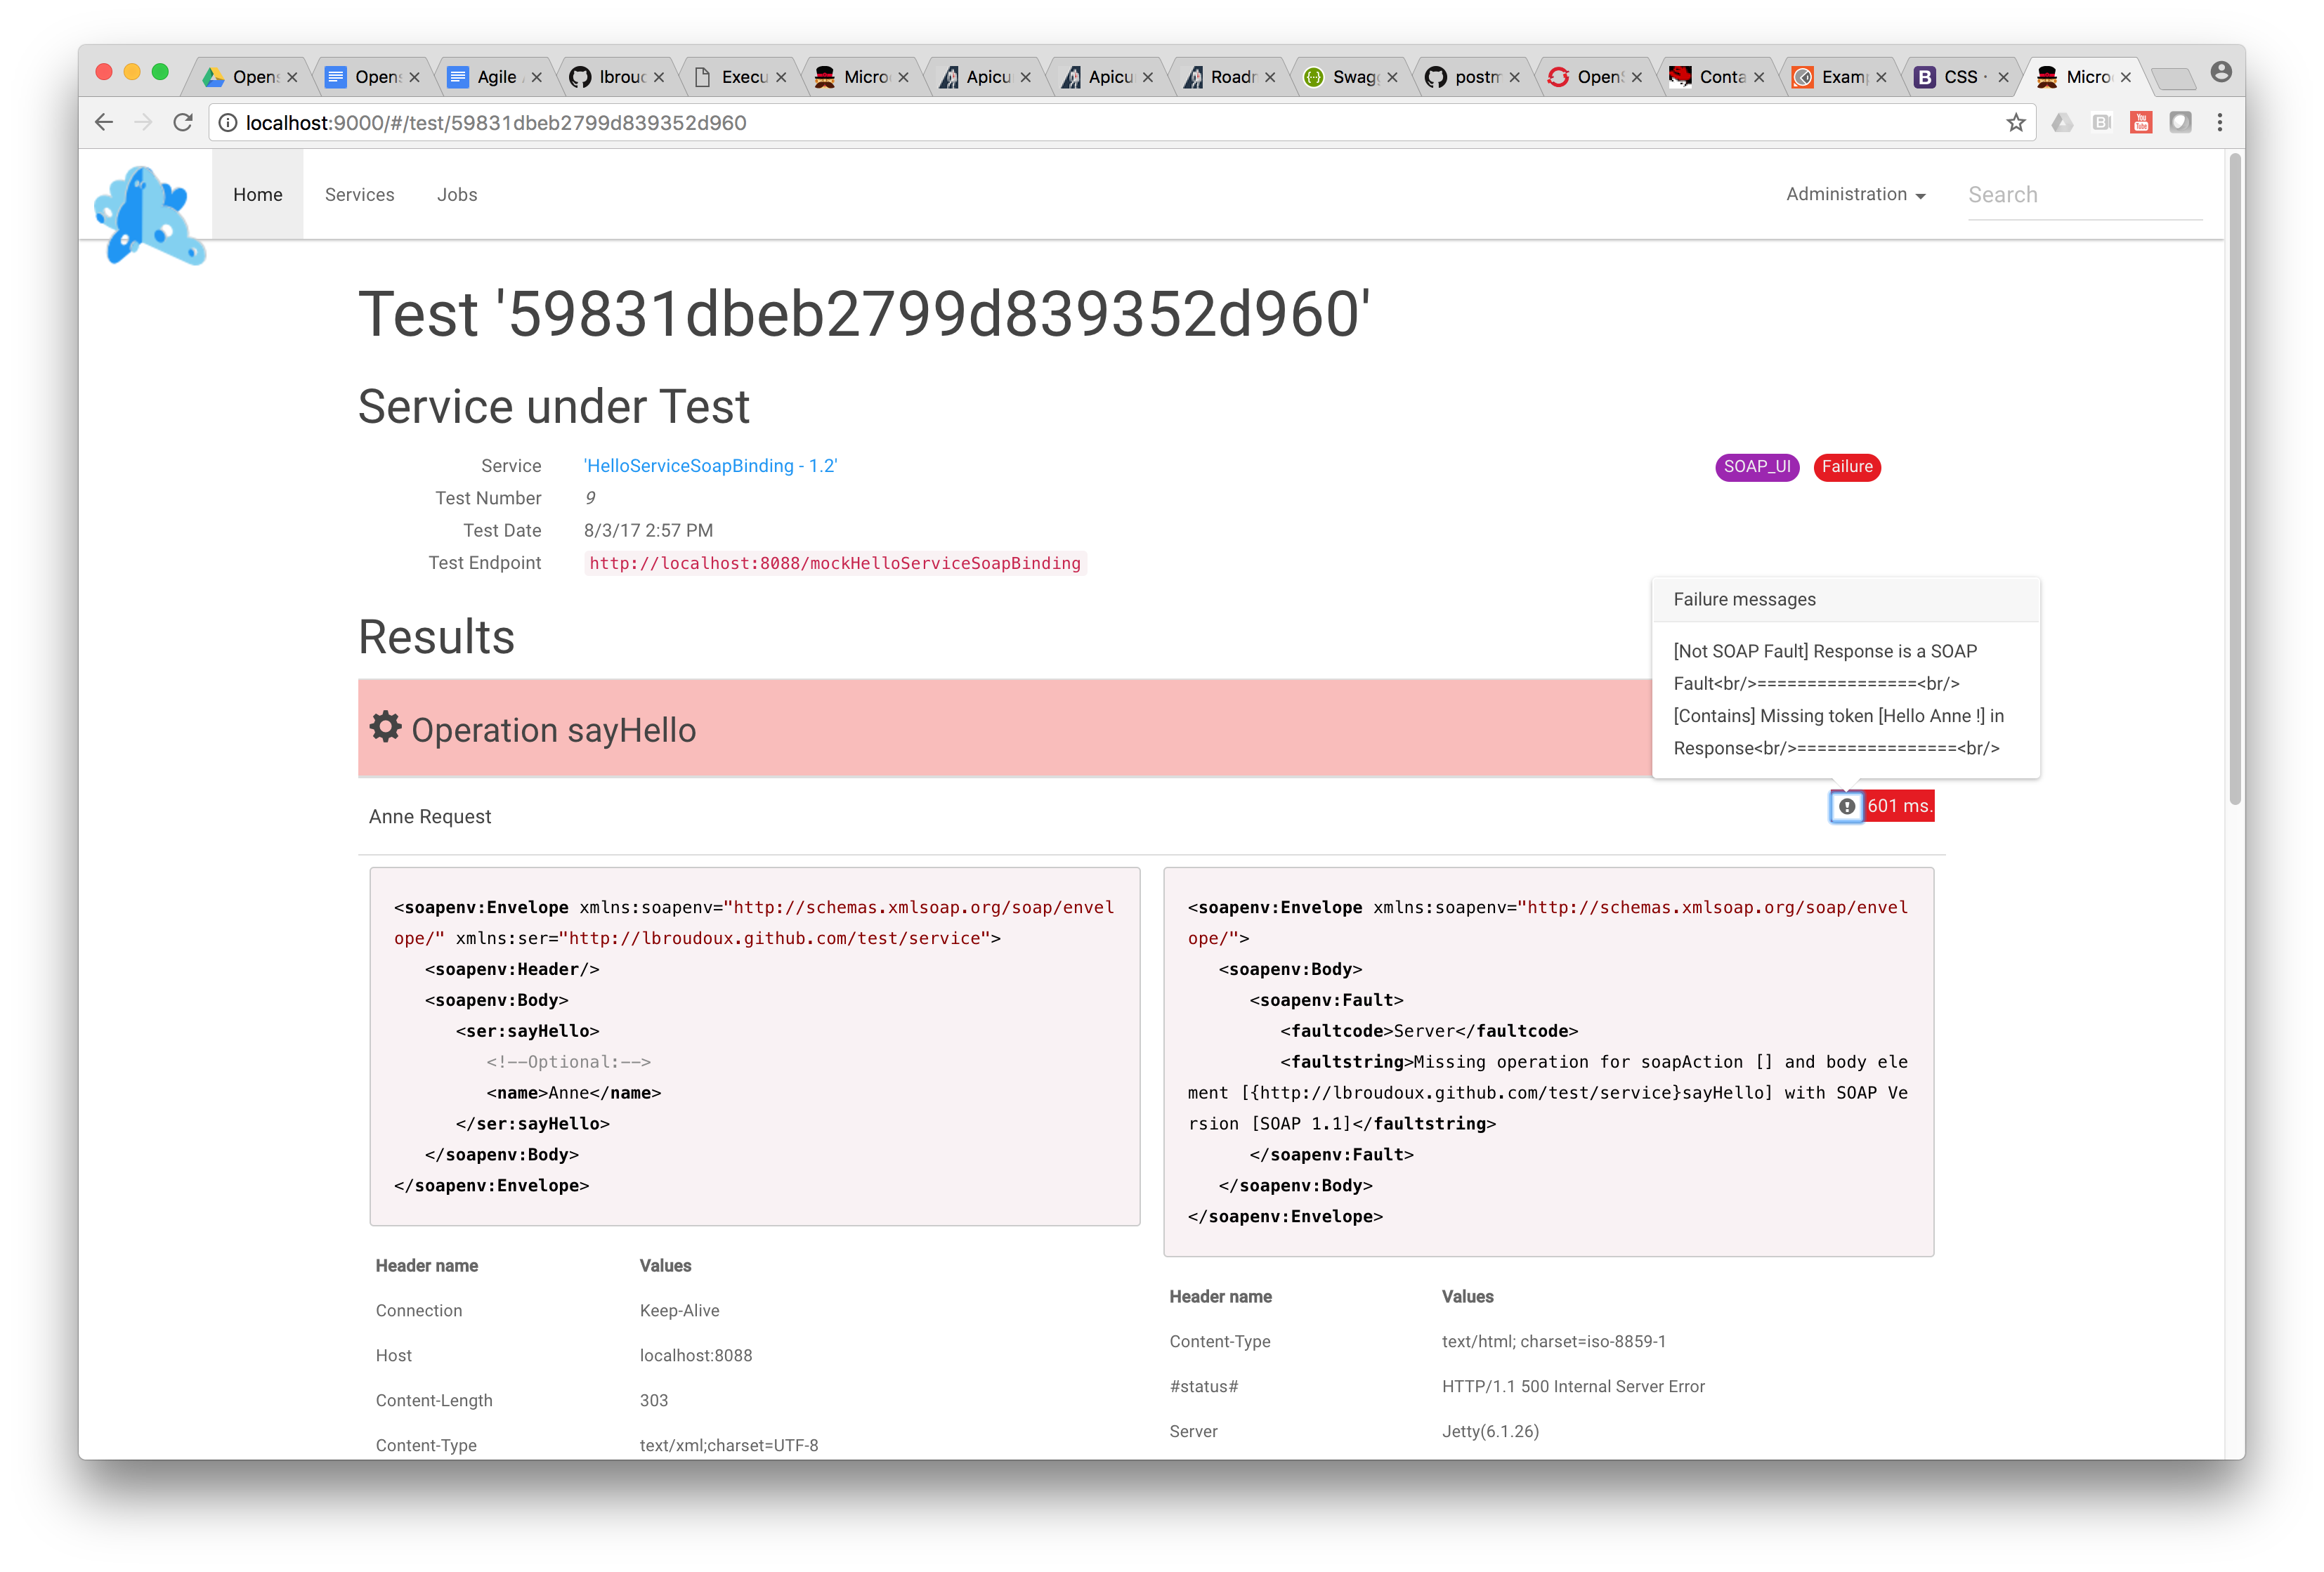 Open
Open
Agile
lbrou
Execu
Micro
Apicu
Apicu
Roadr
Swag
postm
Open
Conta
Exam
CSS ·
Micro
localhost:9000/#/test/59831dbeb2799d839352d960
Home
Services
Jobs
Administration
Search
Test '59831dbeb2799d839352d960'
Service under Test
Service 'HelloServiceSoapBinding - 1.2'
SOAP_UI Failure
Test Number 9
Test Date 8/3/17 2:57 PM
Test Endpoint http://localhost:8088/mockHelloServiceSoapBinding
Failure messages
[Not SOAP Fault] Response is a SOAP
Fault<br/>================<br/>
[Contains] Missing token [Hello Anne !] in
Response<br/>================<br/>
Results
Operation sayHello
Anne Request
601 ms.
<soapenv:Envelope xmlns:soapenv="http://schemas.xmlsoap.org/soap/envel
ope/" xmlns:ser="http://lbroudoux.github.com/test/service">
<soapenv:Header/>
<soapenv:Body>
<ser:sayHello>
<!--Optional:-->
<name>Anne</name>
</ser:sayHello>
</soapenv:Body>
</soapenv:Envelope>
Header name Values
Connection Keep-Alive
Host localhost:8088
Content-Length 303
Content-Type text/xml;charset=UTF-8
<soapenv:Envelope xmlns:soapenv="http://schemas.xmlsoap.org/soap/envel
ope/">
<soapenv:Body>
<soapenv:Fault>
<faultcode>Server</faultcode>
<faultstring>Missing operation for soapAction [] and body ele
ment [{http://lbroudoux.github.com/test/service}sayHello] with SOAP Ve
rsion [SOAP 1.1]</faultstring>
</soapenv:Fault>
</soapenv:Body>
</soapenv:Envelope>
Header name Values
Content-Type text/html; charset=iso-8859-1
#status# HTTP/1.1 500 Internal Server Error
Server Jetty(6.1.26)